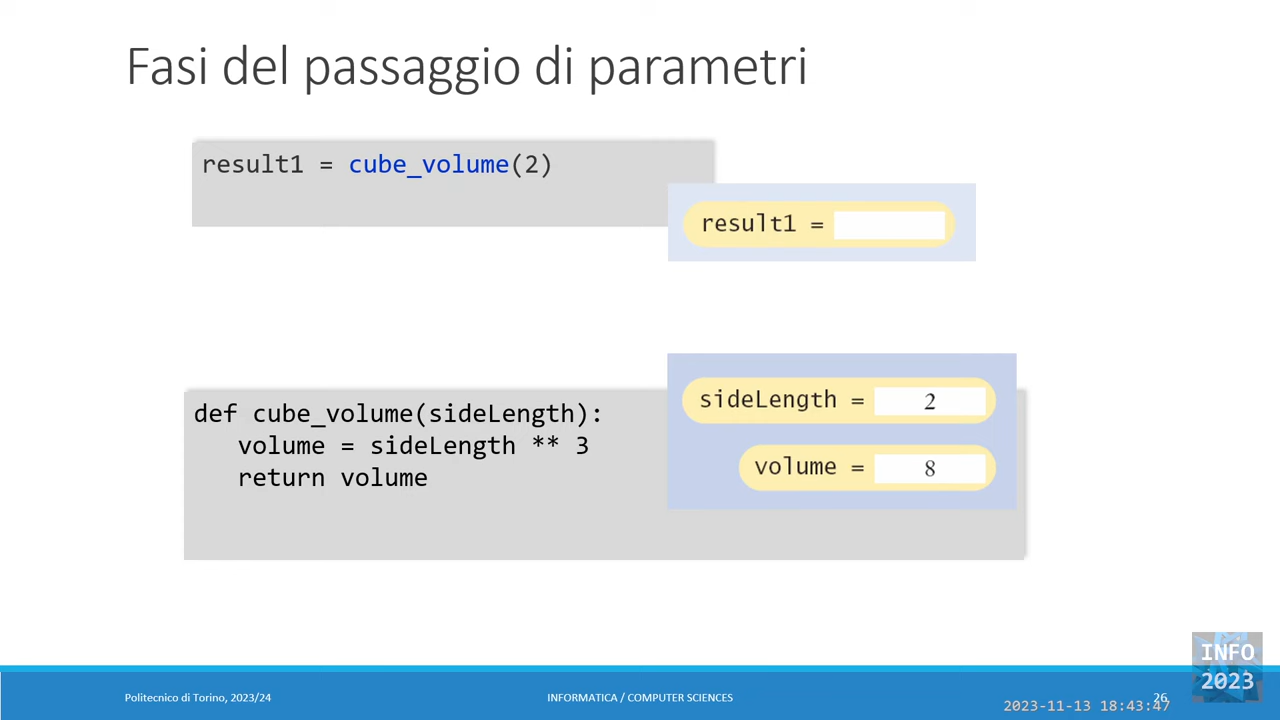 Fasi del passaggio di parametri
result1 = cube_volume(2)
result1 =
sideLength = 2
def cube_volume(sideLength):
volume = sideLength ** 3
return volume
volume = 8
Politecnico di Torino, 2023/24
INFORMATICA / COMPUTER SCIENCES
26
2023-11-13 18:43:47
INFO
2023